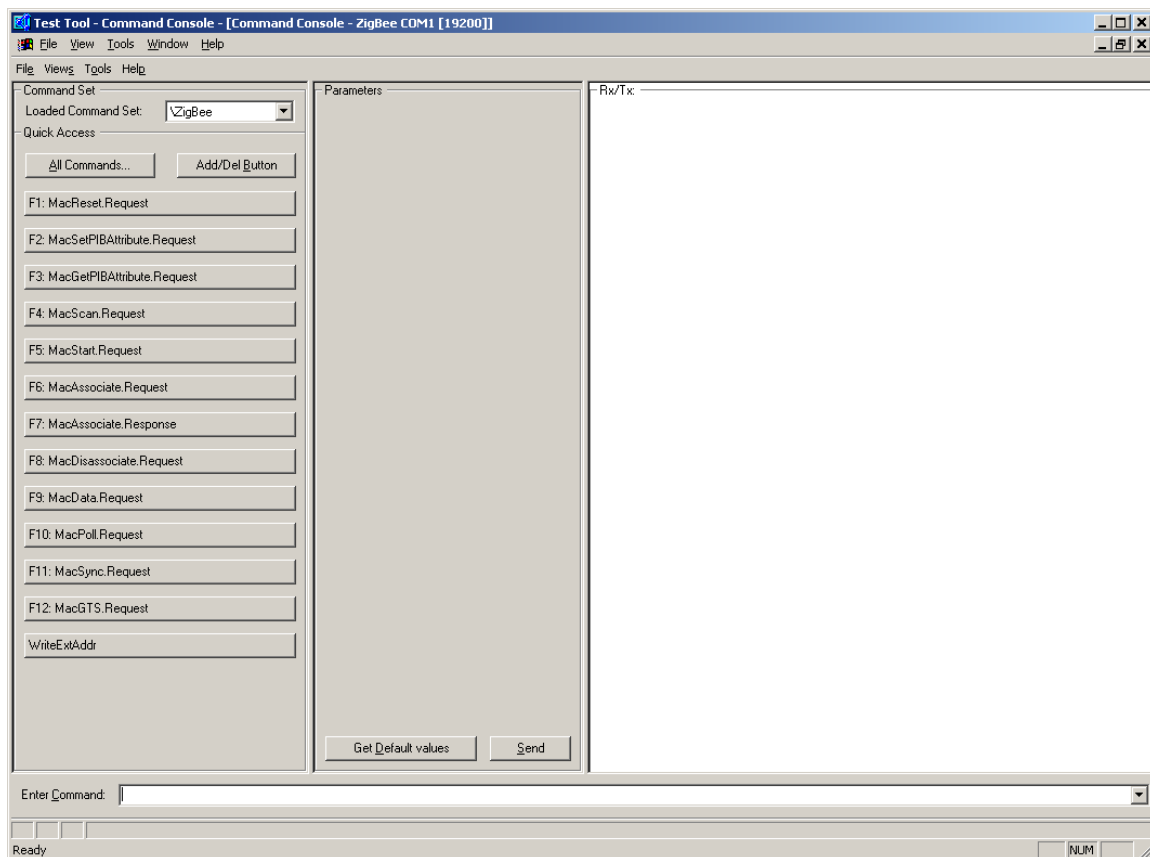 Test Tool - Command Console - [Command Console - ZigBee COM1 [19200]]
File View Tools Window Help
File Views Tools Help
Command Set
Loaded Command Set: \ZigBee
Quick Access
All Commands... Add/Del Button
F1: MacReset.Request
F2: MacSetPIBAttribute.Request
F3: MacGetPIBAttribute.Request
F4: MacScan.Request
F5: MacStart.Request
F6: MacAssociate.Request
F7: MacAssociate.Response
F8: MacDisassociate.Request
F9: MacData.Request
F10: MacPoll.Request
F11: MacSync.Request
F12: MacGTS.Request
WriteExtAddr
Parameters
Get Default values Send
Rx/Tx:
Enter Command:
Ready NUM